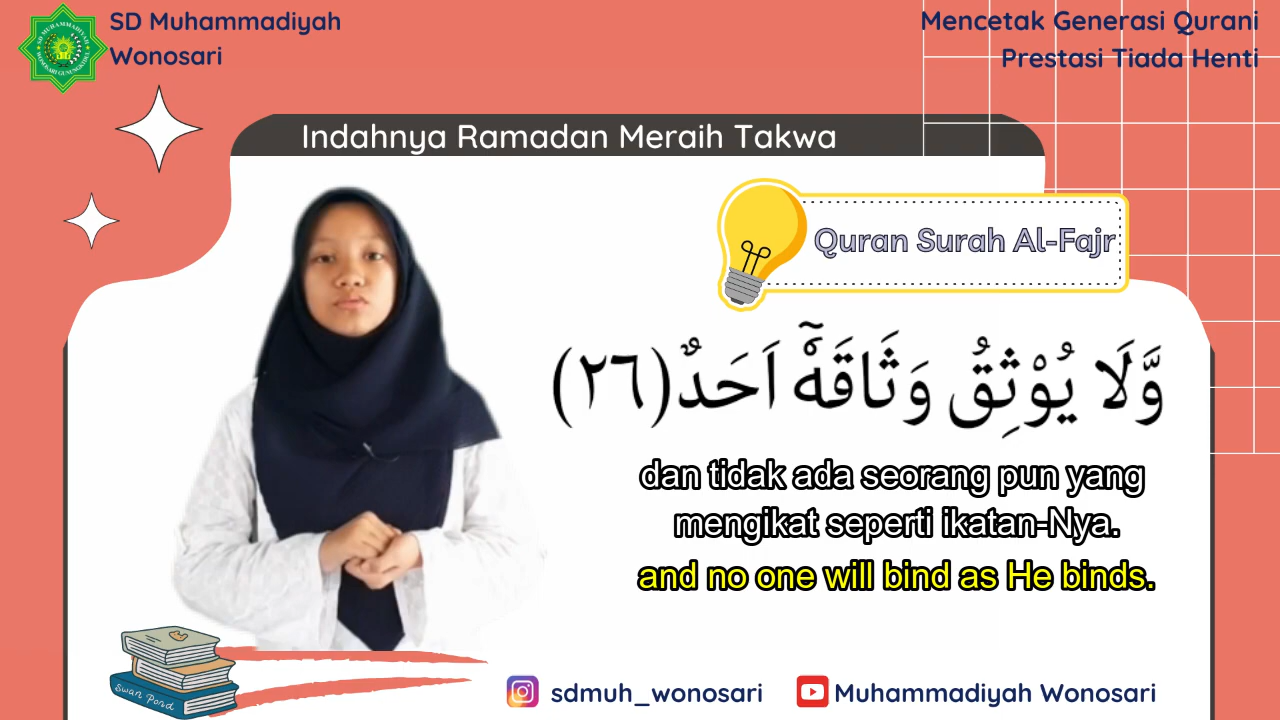 SD Muhammadiyah
Wonosari
Mencetak Generasi Qurani
Prestasi Tiada Henti
Indahnya Ramadan Meraih Takwa
Quran Surah Al-Fajr
وَّلَا يُوْثِقُ وَثَاقَهٗٓ اَحَدٌ (٢٦)
dan tidak ada seorang pun yang
mengikat seperti ikatan-Nya.
and no one will bind as He binds.
Swan Pond
sdmuh_wonosari
Muhammadiyah Wonosari